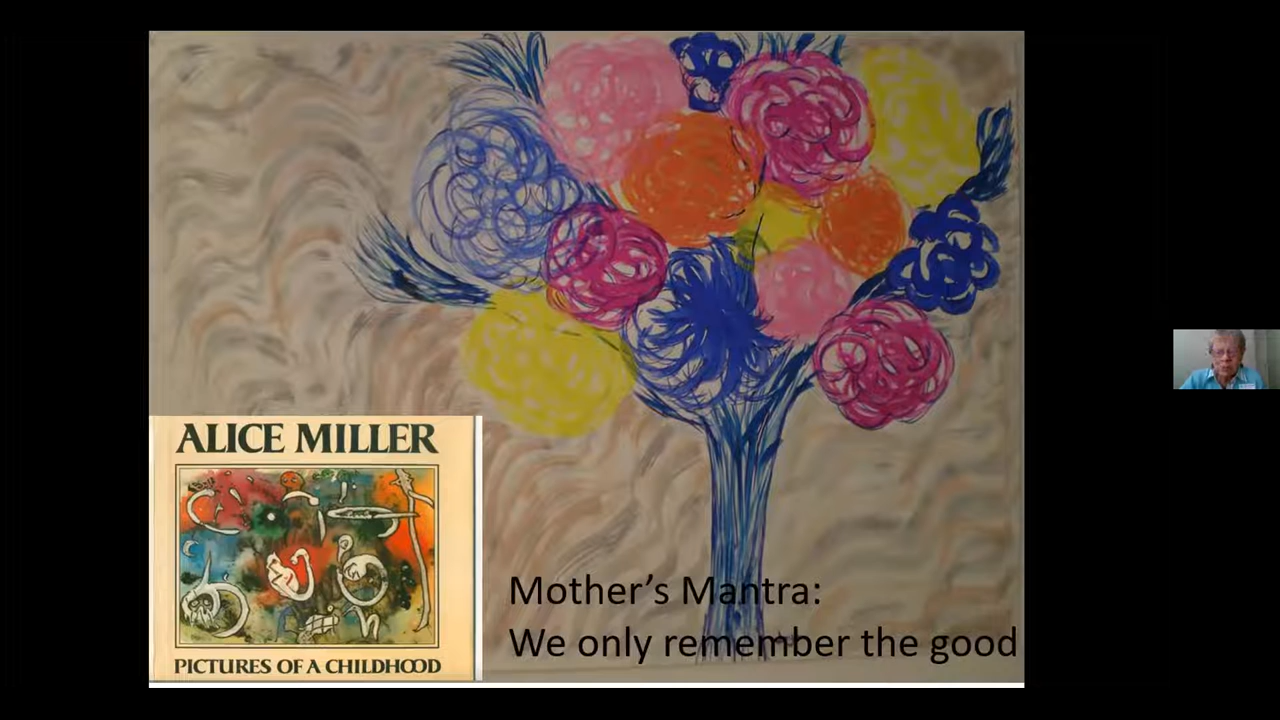 ALICE MILLER
PICTURES OF A CHILDHOOD
Mother's Mantra:
We only remember the good